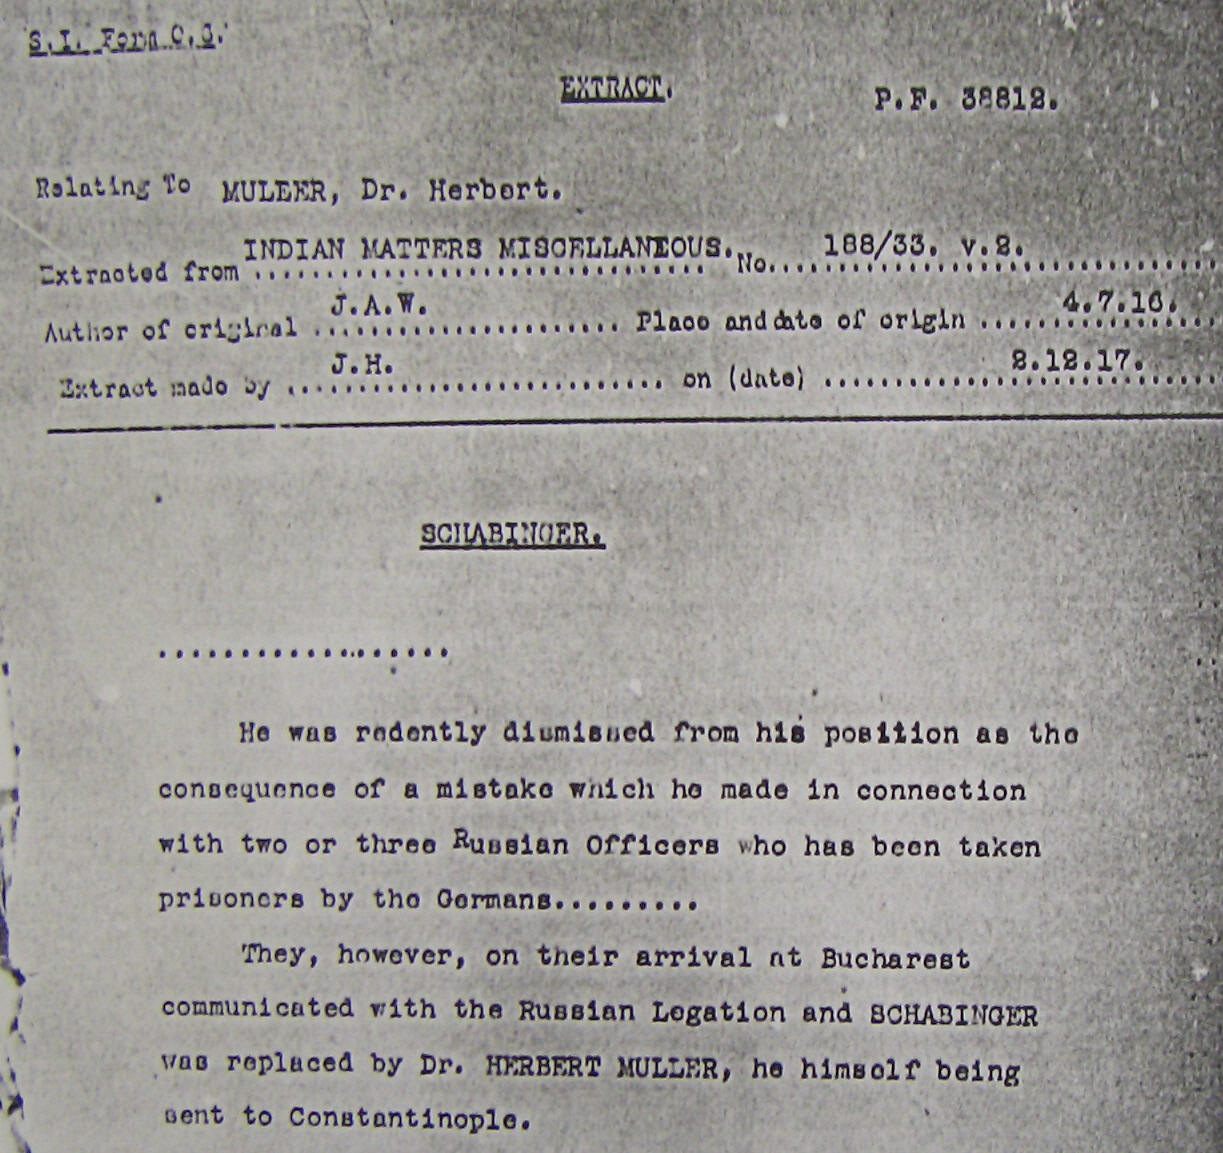 S.I. Form C.3.
EXTRACT.
P.F. 38812.
Relating To MULLER, Dr. Herbert.
INDIAN MATTERS MISCELLANEOUS. 188/33. v.2.
Extracted from .............................. No..............................
J.A.W. 4.7.16.
Author of original .................... Place and date of origin ...............
J.H. 2.12.17.
Extract made by ......................... on (date) .........................
SCHABINGER.
..................
He was redently dismissed from his position as the
consequence of a mistake which he made in connection
with two or three Russian Officers who has been taken
prisoners by the Germans.........
They, however, on their arrival at Bucharest
communicated with the Russian Legation and SCHABINGER
was replaced by Dr. HERBERT MULLER, he himself being
sent to Constantinople.